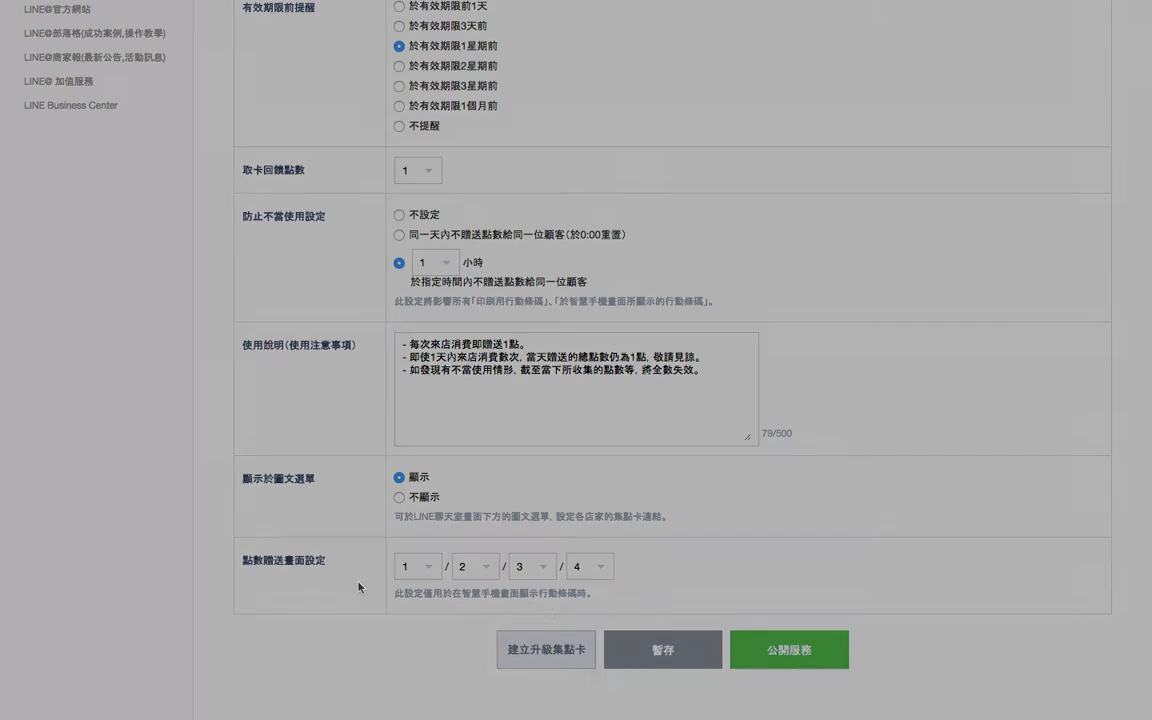 LINE@官方網站
LINE@部落格(成功案例,操作教學)
LINE@商家報(最新公告,活動訊息)
LINE@ 加值服務
LINE Business Center
有效期限前提醒
於有效期限前1天
於有效期限3天前
於有效期限1星期前
於有效期限2星期前
於有效期限3星期前
於有效期限1個月前
不提醒
取卡回饋點數
1
防止不當使用設定
不設定
同一天內不贈送點數給同一位顧客(於0:00重置)
1 小時
於指定時間內不贈送點數給同一位顧客
此設定將影響所有「印刷用行動條碼」、「於智慧手機畫面所顯示的行動條碼」。
使用說明(使用注意事項)
- 每次來店消費即贈送1點。
- 即使1天內來店消費數次, 當天贈送的總點數仍為1點, 敬請見諒。
- 如發現有不當使用情形, 截至當下所收集的點數等, 將全數失效。
79/500
顯示於圖文選單
顯示
不顯示
可於LINE聊天室畫面下方的圖文選單, 設定各店家的集點卡連結。
點數贈送畫面設定
1 / 2 / 3 / 4
此設定僅用於在智慧手機畫面顯示行動條碼時。
建立升級集點卡 暫存 公開服務